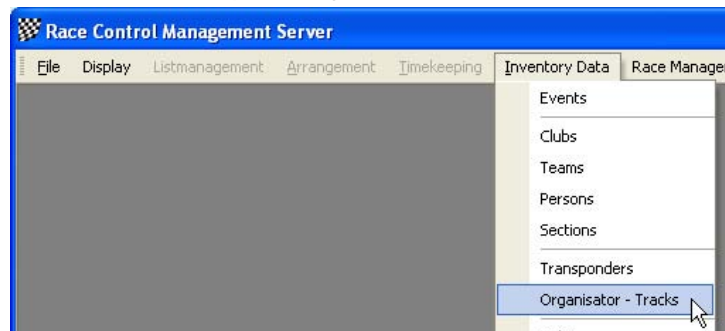 Race Control Management Server
File Display Listmanagement Arrangement Timekeeping Inventory Data Race Manage
Events
Clubs
Teams
Persons
Sections
Transponders
Organisator - Tracks